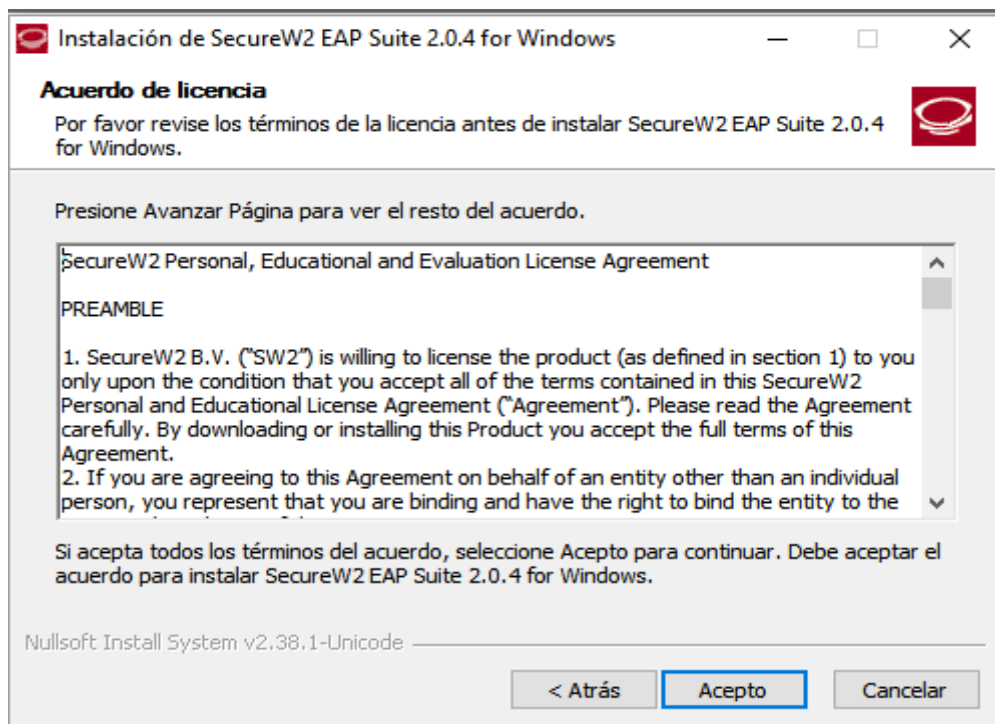 Instalación de SecureW2 EAP Suite 2.0.4 for Windows
Acuerdo de licencia
Por favor revise los términos de la licencia antes de instalar SecureW2 EAP Suite 2.0.4
for Windows.
Presione Avanzar Página para ver el resto del acuerdo.
SecureW2 Personal, Educational and Evaluation License Agreement
PREAMBLE
1. SecureW2 B.V. (“SW2”) is willing to license the product (as defined in section 1) to you
only upon the condition that you accept all of the terms contained in this SecureW2
Personal and Educational License Agreement (“Agreement”). Please read the Agreement
carefully. By downloading or installing this Product you accept the full terms of this
Agreement.
2. If you are agreeing to this Agreement on behalf of an entity other than an individual
person, you represent that you are binding and have the right to bind the entity to the
Si acepta todos los términos del acuerdo, seleccione Acepto para continuar. Debe aceptar el
acuerdo para instalar SecureW2 EAP Suite 2.0.4 for Windows.
Nullsoft Install System v2.38.1-Unicode
< Atrás
Acepto
Cancelar